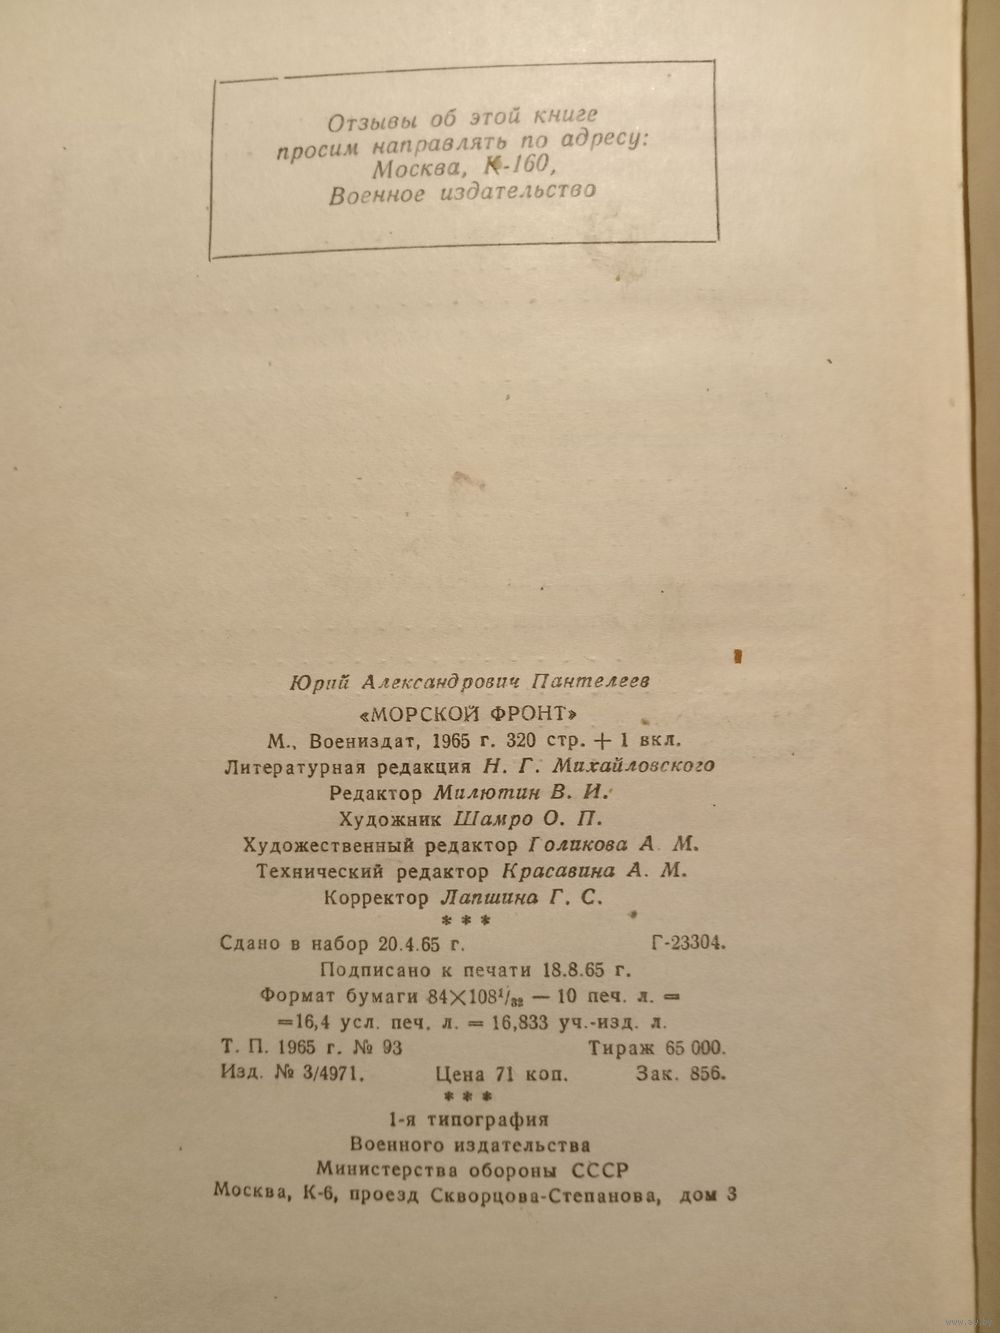 Отзывы об этой книге
просим направлять по адресу:
Москва, К-160,
Военное издательство
Юрий Александрович Пантелеев
«МОРСКОЙ ФРОНТ»
М., Воениздат, 1965 г. 320 стр. + 1 вкл.
Литературная редакция Н. Г. Михайловского
Редактор Милютин В. И.
Художник Шамро О. П.
Художественный редактор Голикова А. М.
Технический редактор Красавина А. М.
Корректор Лапшина Г. С.
* * *
Сдано в набор 20.4.65 г. Г-23304.
Подписано к печати 18.8.65 г.
Формат бумаги 84×108¹/₃₂ — 10 печ. л. =
=16,4 усл. печ. л. = 16,833 уч.-изд. л.
Т. П. 1965 г. № 93 Тираж 65 000.
Изд. № 3/4971. Цена 71 коп. Зак. 856.
* * *
1-я типография
Военного издательства
Министерства обороны СССР
Москва, К-6, проезд Скворцова-Степанова, дом 3
www.ay.by